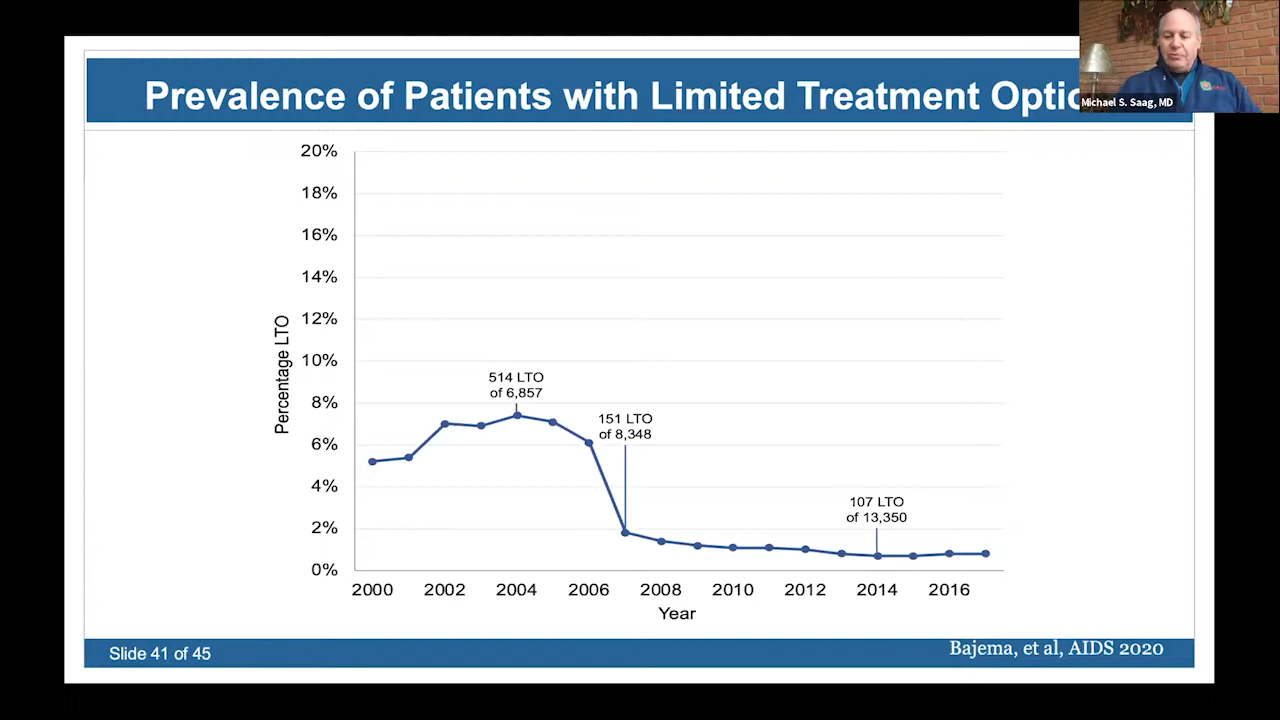 Prevalence of Patients with Limited Treatment Optio
Michael S. Saag, MD
20%
18%
16%
14%
12%
10%
8%
6%
4%
2%
0%
Percentage LTO
514 LTO
of 6,857
151 LTO
of 8,348
107 LTO
of 13,350
2000 2002 2004 2006 2008 2010 2012 2014 2016
Year
Slide 41 of 45
Bajema, et al, AIDS 2020